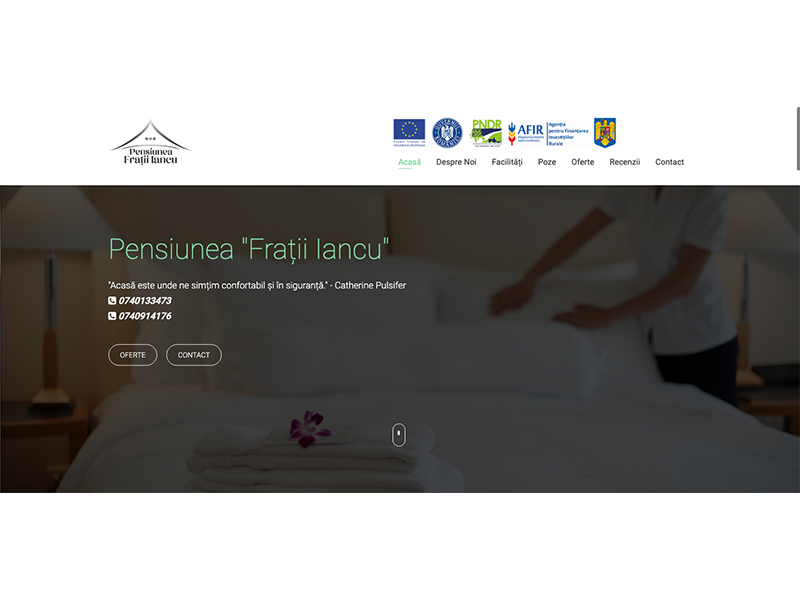 Pensiunea
Frații Iancu
PNDR
AFIR
Agenția
pentru Finanțarea
Investițiilor
Rurale
Acasă
Despre Noi
Facilități
Poze
Oferte
Recenzii
Contact
Pensiunea "Frații Iancu"
"Acasă este unde ne simțim confortabil și în siguranță." - Catherine Pulsifer
0740133473
0740914176
OFERTE
CONTACT